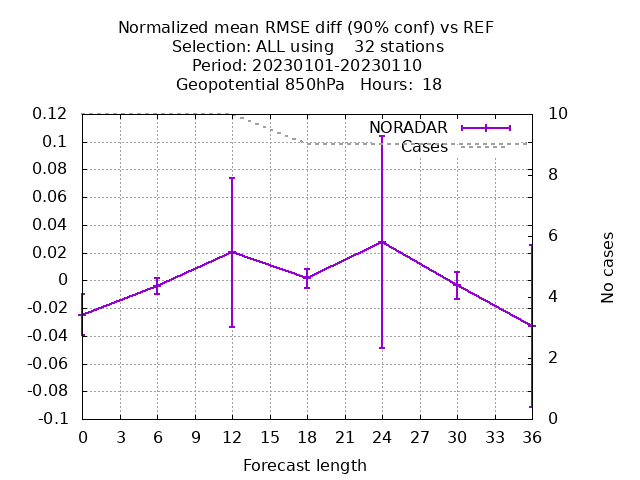 Normalized mean RMSE diff (90% conf) vs REF
Selection: ALL using    32 stations
Period: 20230101-20230110
Geopotential 850hPa   Hours:  18
NORADAR
Cases
0.12
0.1
0.08
0.06
0.04
0.02
0
-0.02
-0.04
-0.06
-0.08
-0.1
10
8
6
4
2
0
No cases
0 3 6 9 12 15 18 21 24 27 30 33 36
Forecast length